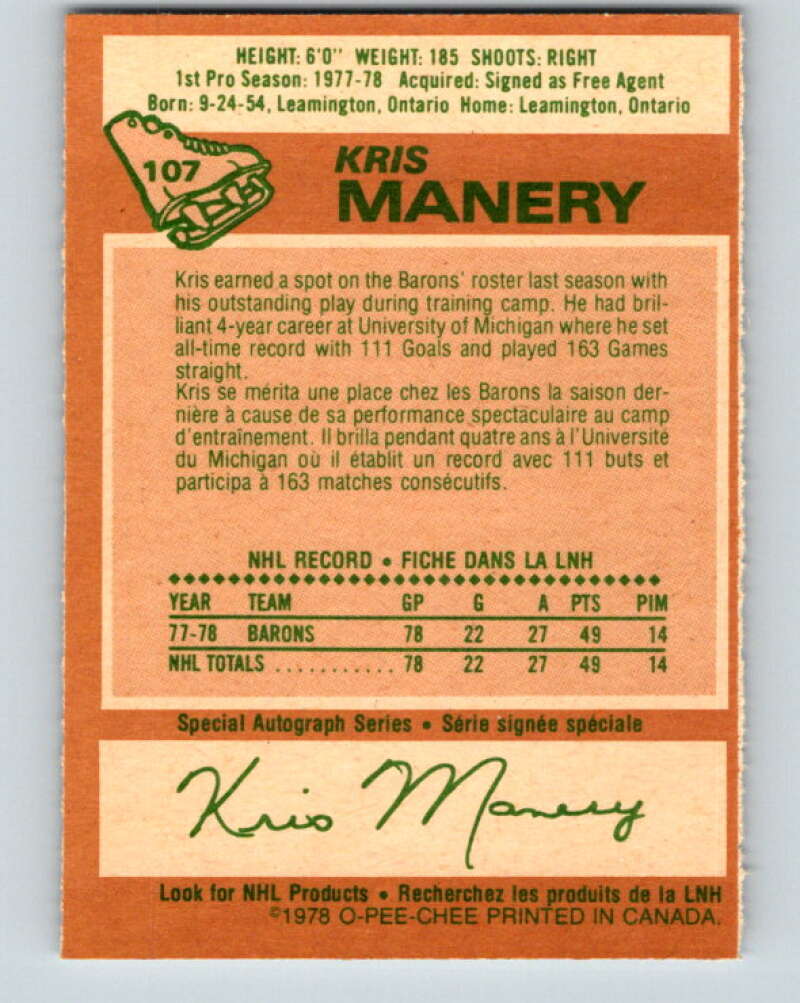 HEIGHT: 6'0" WEIGHT: 185 SHOOTS: RIGHT
1st Pro Season: 1977-78 Acquired: Signed as Free Agent
Born: 9-24-54, Leamington, Ontario Home: Leamington, Ontario
107
KRIS
MANERY
Kris earned a spot on the Barons' roster last season with
his outstanding play during training camp. He had bril-
liant 4-year career at University of Michigan where he set
all-time record with 111 Goals and played 163 Games
straight.
Kris se mérita une place chez les Barons la saison der-
nière à cause de sa performance spectaculaire au camp
d'entraînement. Il brilla pendant quatre ans à l'Université
du Michigan où il établit un record avec 111 buts et
participa à 163 matches consécutifs.
NHL RECORD • FICHE DANS LA LNH
YEAR TEAM GP G A PTS PIM
77-78 BARONS 78 22 27 49 14
NHL TOTALS ........... 78 22 27 49 14
Special Autograph Series • Série signée spéciale
Kris Manery
Look for NHL Products • Recherchez les produits de la LNH
©1978 O-PEE-CHEE PRINTED IN CANADA.